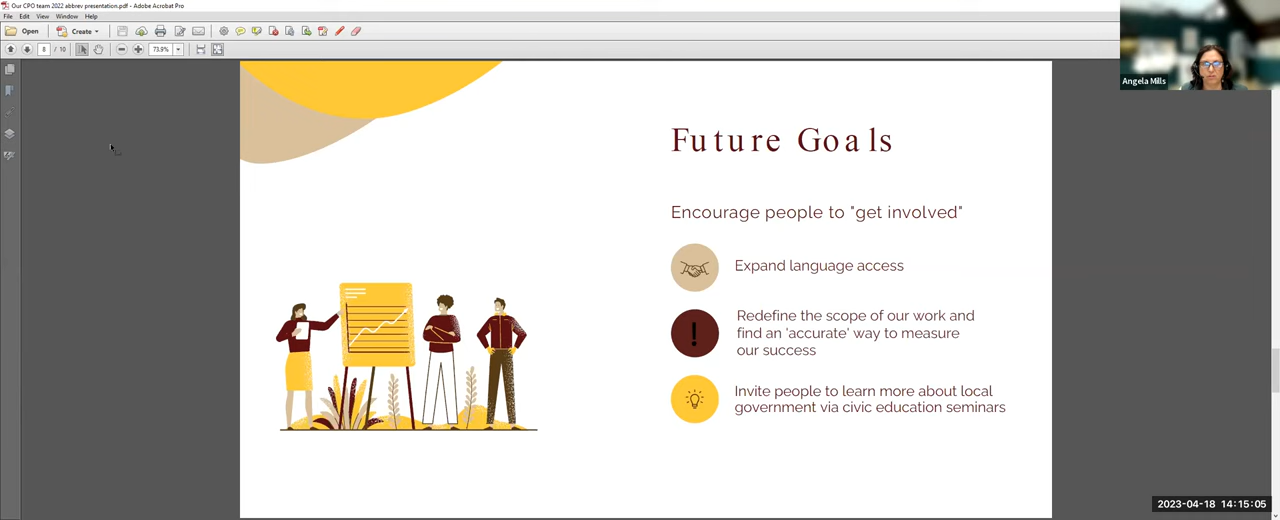 Our CPO team 2022 abbrev presentation.pdf - Adobe Acrobat Pro
File Edit View Window Help
Open Create
8 / 10 73.9%
Angela Mills
Future Goals
Encourage people to "get involved"
Expand language access
Redefine the scope of our work and
find an 'accurate' way to measure
our success
Invite people to learn more about local
government via civic education seminars
2023-04-18 14:15:05